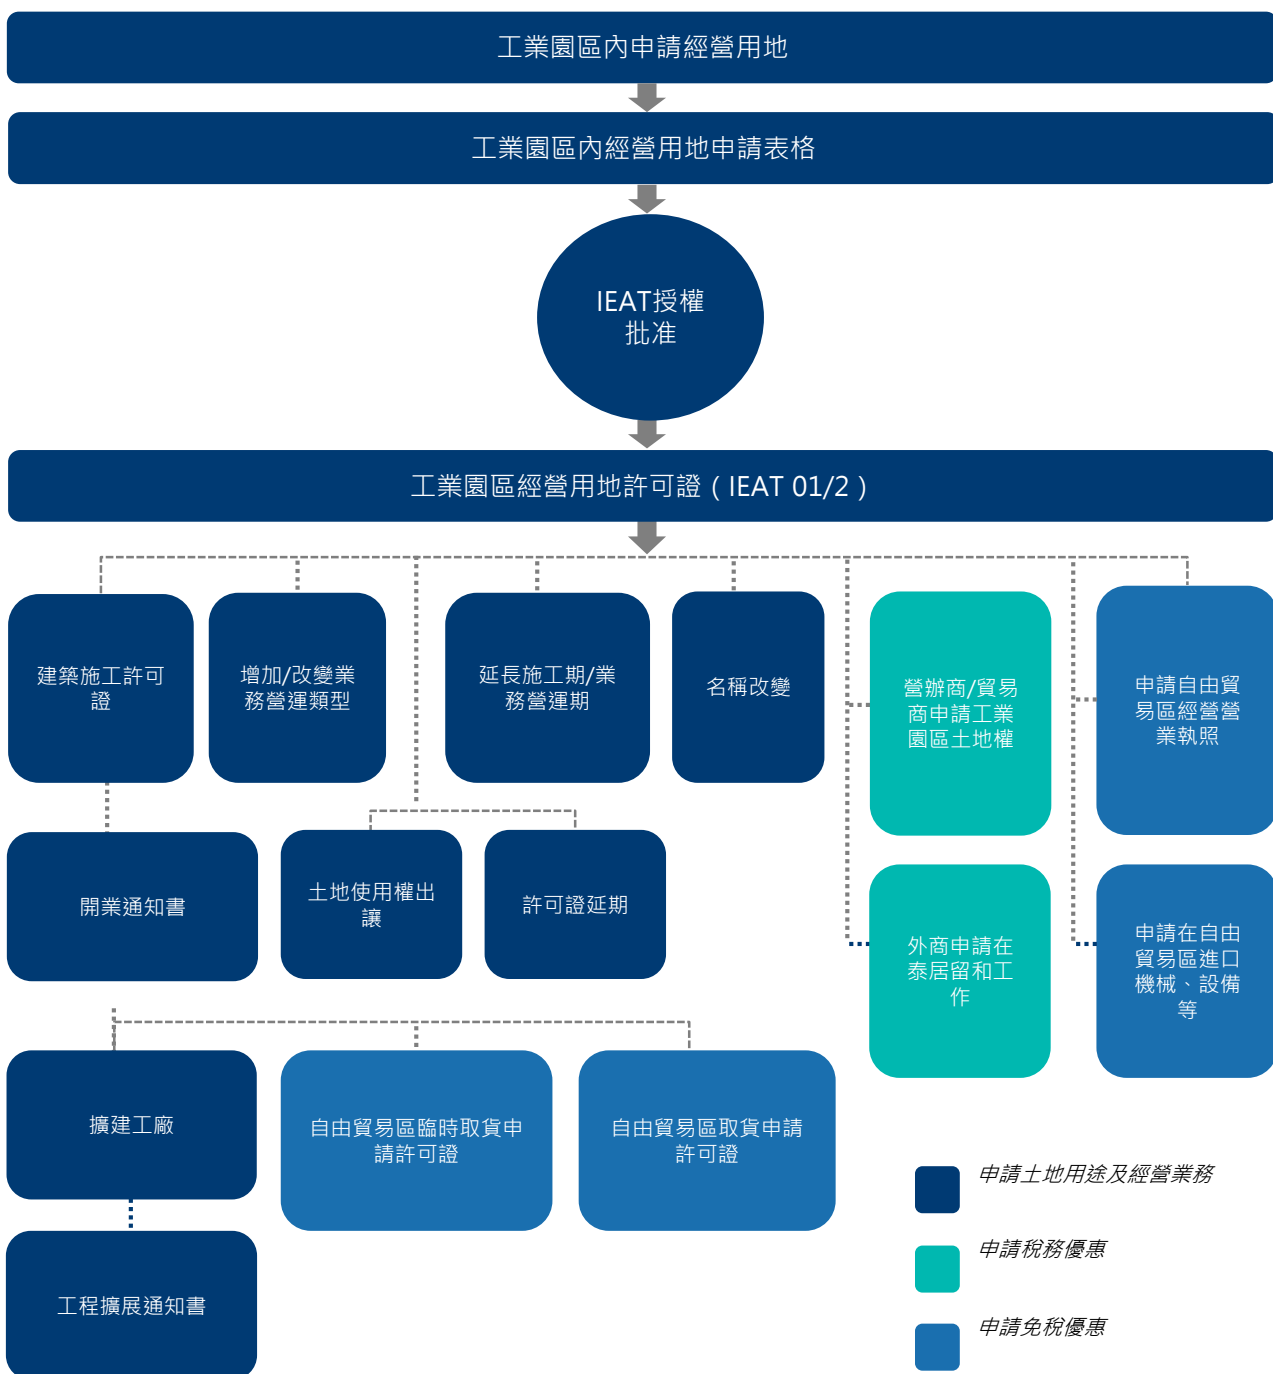 工業園區內申請經營用地
工業園區內經營用地申請表格
IEAT授權
批准
工業園區經營用地許可證（IEAT 01/2）
建築施工許可
證
增加/改變業
務營運類型
延長施工期/業
務營運期
名稱改變
營辦商/貿易
商申請工業
園區土地權
申請自由貿
易區經營營
業執照
開業通知書
土地使用權出
讓
許可證延期
外商申請在
泰居留和工
作
申請在自由
貿易區進口
機械、設備
等
擴建工廠
自由貿易區臨時取貨申
請許可證
自由貿易區取貨申請
許可證
工程擴展通知書
申請土地用途及經營業務
申請稅務優惠
申請免稅優惠